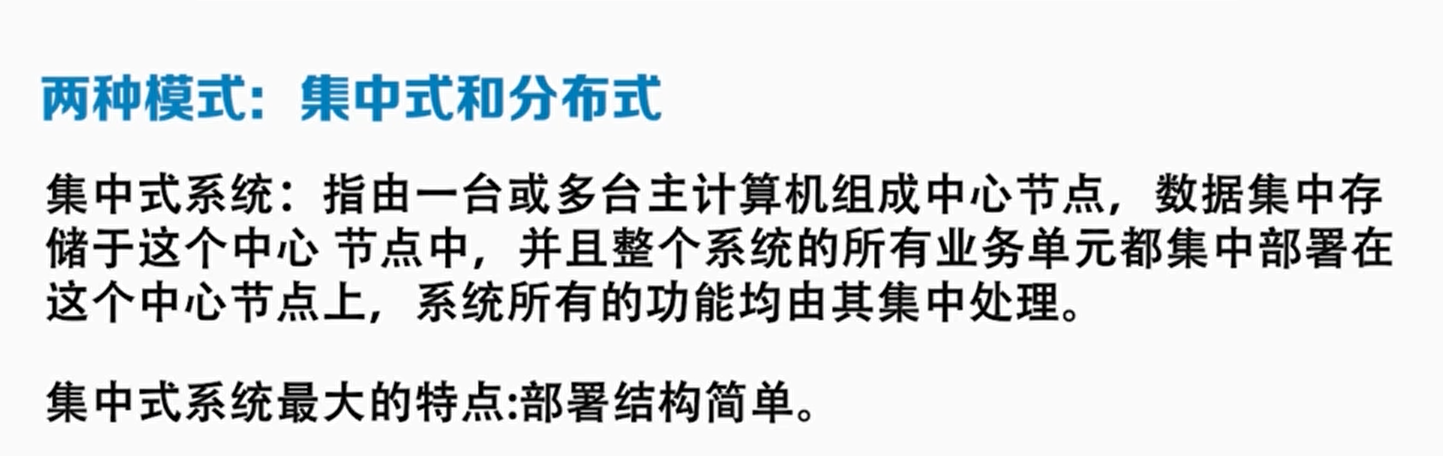 两种模式：集中式和分布式
集中式系统：指由一台或多台主计算机组成中心节点，数据集中存
储于这个中心 节点中，并且整个系统的所有业务单元都集中部署在
这个中心节点上，系统所有的功能均由其集中处理。
集中式系统最大的特点:部署结构简单。